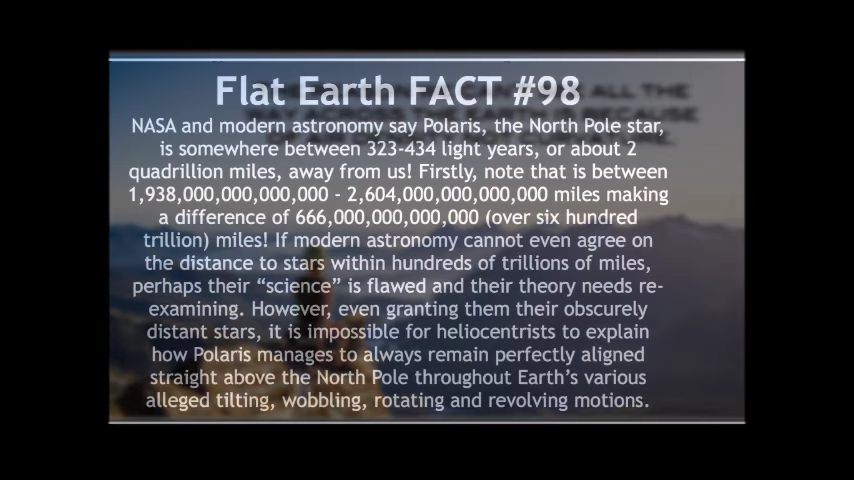 Flat Earth FACT #98
NASA and modern astronomy say Polaris, the North Pole star,
is somewhere between 323-434 light years, or about 2
quadrillion miles, away from us! Firstly, note that is between
1,938,000,000,000,000 - 2,604,000,000,000,000 miles making
a difference of 666,000,000,000,000 (over six hundred
trillion) miles! If modern astronomy cannot even agree on
the distance to stars within hundreds of trillions of miles,
perhaps their “science” is flawed and their theory needs re-
examining. However, even granting them their obscurely
distant stars, it is impossible for heliocentrists to explain
how Polaris manages to always remain perfectly aligned
straight above the North Pole throughout Earth’s various
alleged tilting, wobbling, rotating and revolving motions.